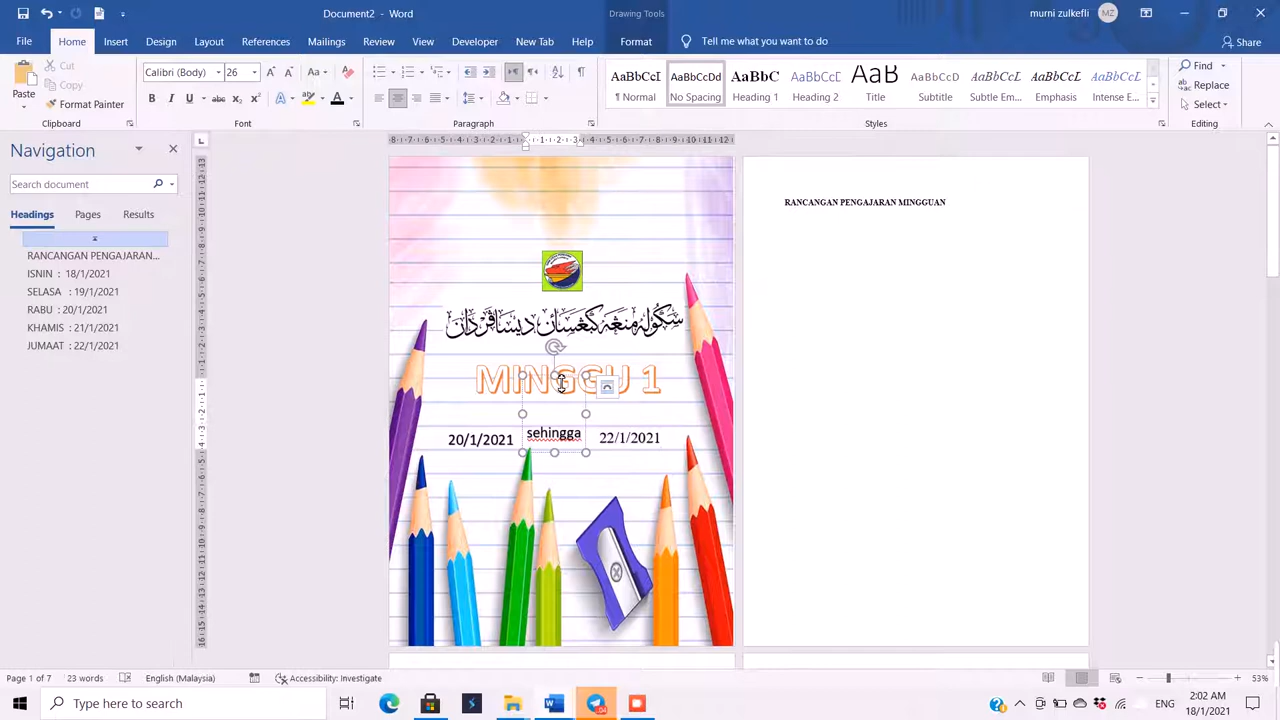 Document2 - Word
Drawing Tools
murni zulkefli
MZ
File
Home
Insert
Design
Layout
References
Mailings
Review
View
Developer
New Tab
Help
Format
Tell me what you want to do
Share
Paste
Cut
Copy
Format Painter
Clipboard
Calibri (Body)
26
Font
Paragraph
AaBbCcI
¶ Normal
AaBbCcDd
No Spacing
AaBbC
Heading 1
AaBbCcD
Heading 2
AaB
Title
AaBbCcD
Subtitle
AaBbCcL
Subtle Em...
AaBbCcL
Emphasis
AaBbCcL
Intense E...
Styles
Find
Replace
Select
Editing
Navigation
Search document
Headings
Pages
Results
RANCANGAN PENGAJARAN...
ISNIN : 18/1/2021
SELASA : 19/1/2021
RABU : 20/1/2021
KHAMIS : 21/1/2021
JUMAAT : 22/1/2021
MINGGU 1
20/1/2021
sehingga
22/1/2021
RANCANGAN PENGAJARAN MINGGUAN
Page 1 of 7
23 words
English (Malaysia)
Accessibility: Investigate
53%
Type here to search
ENG
2:02 AM
18/1/2021